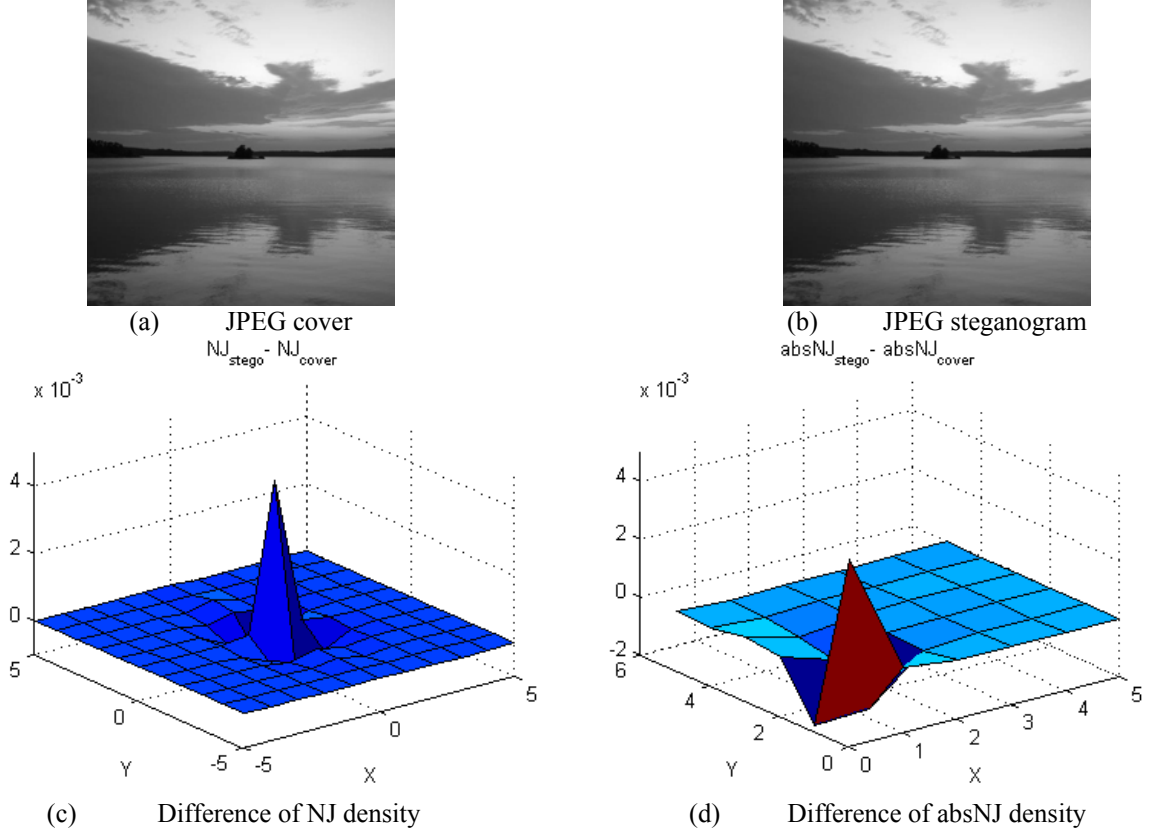 (a) JPEG cover
(b) JPEG steganogram
NJstego- NJcover
x 10-3
4
2
0
5
0
-5
Y
-5
0
5
X
absNJstego- absNJcover
x 10-3
4
2
0
-2
6
4
2
0
Y
0
1
2
3
4
5
X
(c) Difference of NJ density
(d) Difference of absNJ density